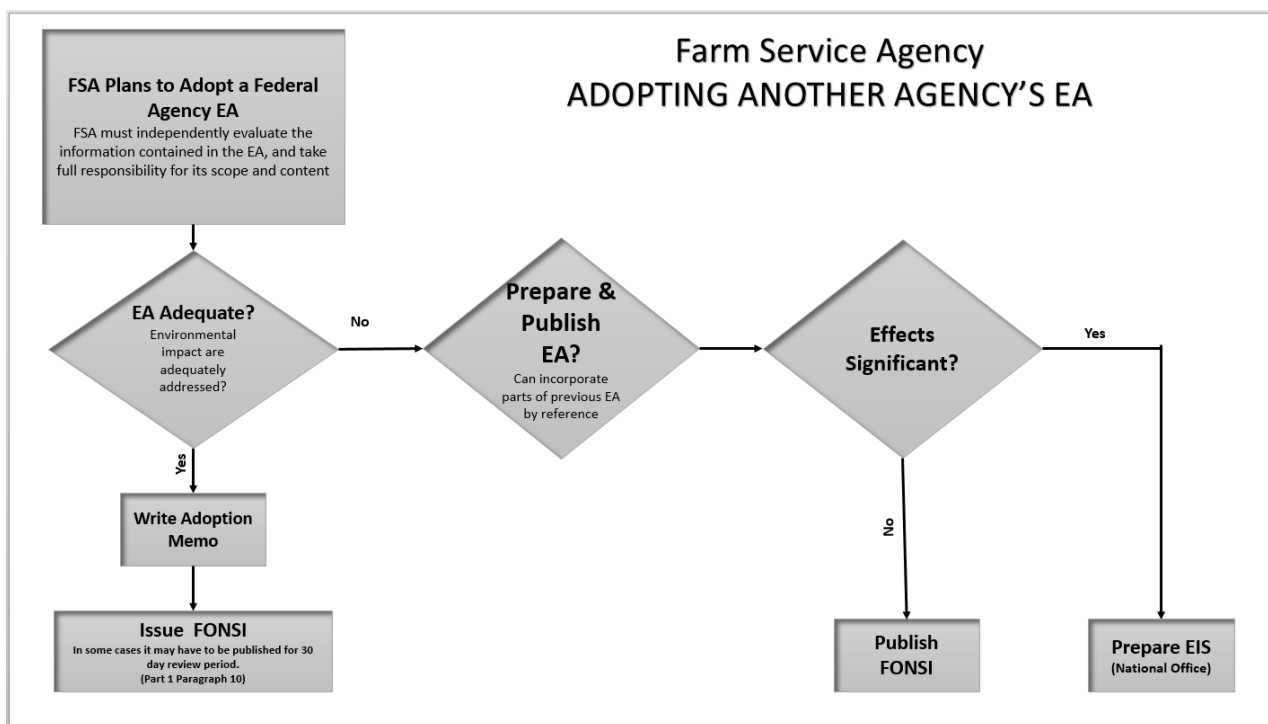 Farm Service Agency
ADOPTING ANOTHER AGENCY'S EA
FSA Plans to Adopt a Federal
Agency EA
FSA must independently evaluate the
information contained in the EA, and take
full responsibility for its scope and content
EA Adequate?
Environmental
impact are
adequately
addressed?
No
Prepare &
Publish
EA?
Can incorporate
parts of previous EA
by reference
Effects
Significant?
Yes
Yes
Write Adoption
Memo
No
Issue  FONSI
In some cases it may have to be published for 30
day review period.
(Part 1 Paragraph 10)
Publish
FONSI
Prepare EIS
(National Office)